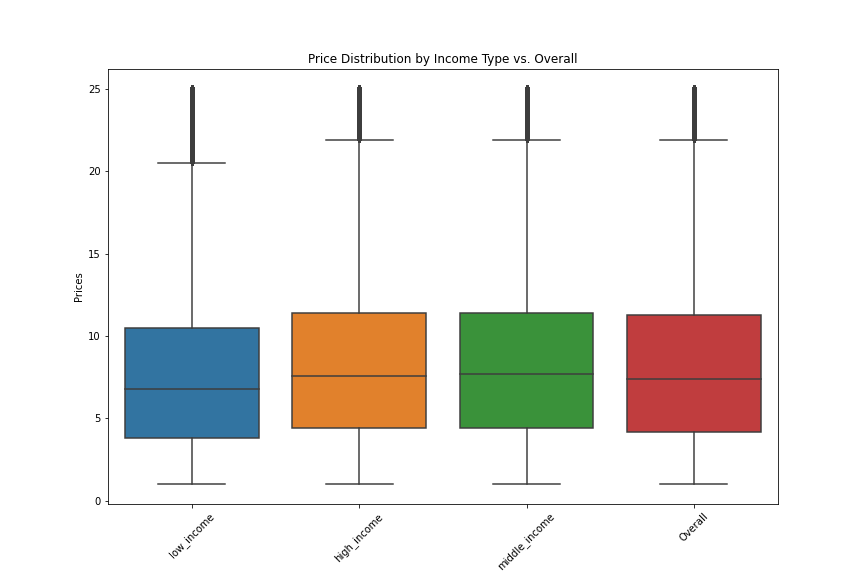 Price Distribution by Income Type vs. Overall
25
20
15
10
5
0
Prices
low_income
high_income
middle_income
Overall